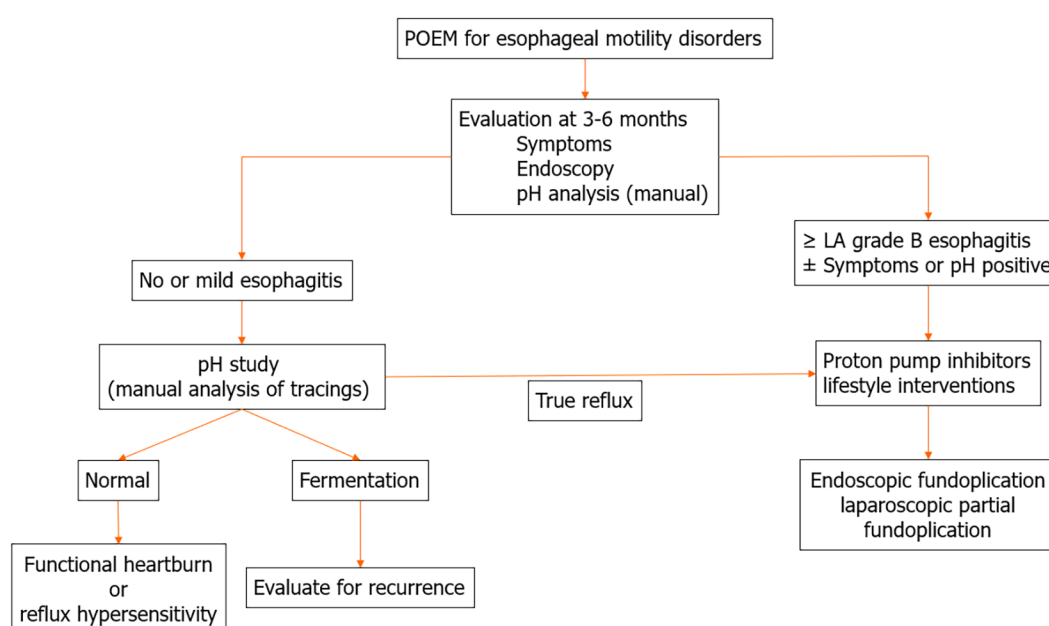 POEM for esophageal motility disorders
Evaluation at 3-6 months
Symptoms
Endoscopy
pH analysis (manual)
≥ LA grade B esophagitis
± Symptoms or pH positive
No or mild esophagitis
pH study
(manual analysis of tracings)
True reflux
Proton pump inhibitors
lifestyle interventions
Normal
Fermentation
Endoscopic fundoplication
laparoscopic partial
fundoplication
Functional heartburn
or
reflux hypersensitivity
Evaluate for recurrence